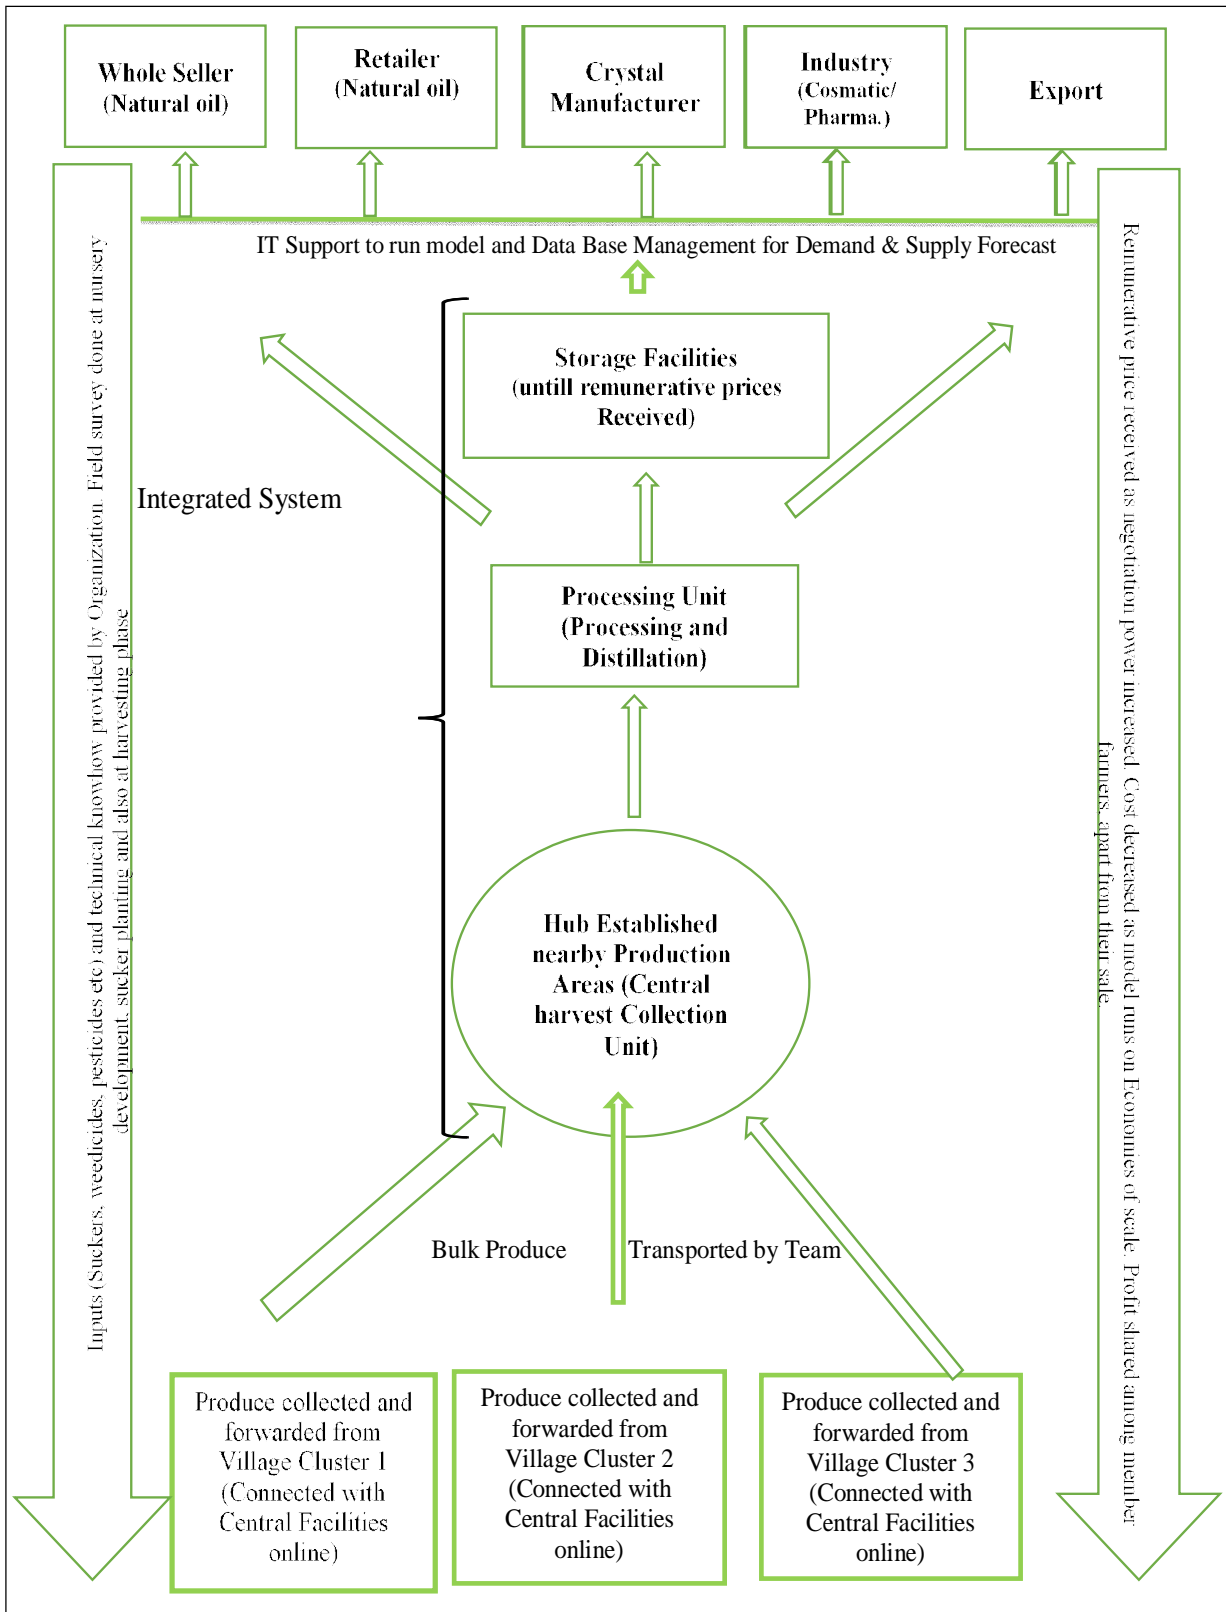 Whole Seller
(Natural oil)
Retailer
(Natural oil)
Crystal
Manufacturer
Industry
(Cosmatic/
Pharma.)
Export
IT Support to run model and Data Base Management for Demand & Supply Forecast
Storage Facilities
(untill remunerative prices
Received)
Integrated System
Processing Unit
(Processing and
Distillation)
Hub Established
nearby Production
Areas (Central
harvest Collection
Unit)
Bulk Produce
Transported by Team
Produce collected and
forwarded from
Village Cluster 1
(Connected with
Central Facilities
online)
Produce collected and
forwarded from
Village Cluster 2
(Connected with
Central Facilities
online)
Produce collected and
forwarded from
Village Cluster 3
(Connected with
Central Facilities
online)
Inputs (Suckers, weedicides, pesticides etc) and technical knowhow provided by Organization. Field survey done at nursery
development, sucker planting and also at harvesting phase
Remunerative price received as negotiation power increased. Cost decreased as model runs on Economies of scale. Profit shared among member
farmers, apart from their sale.